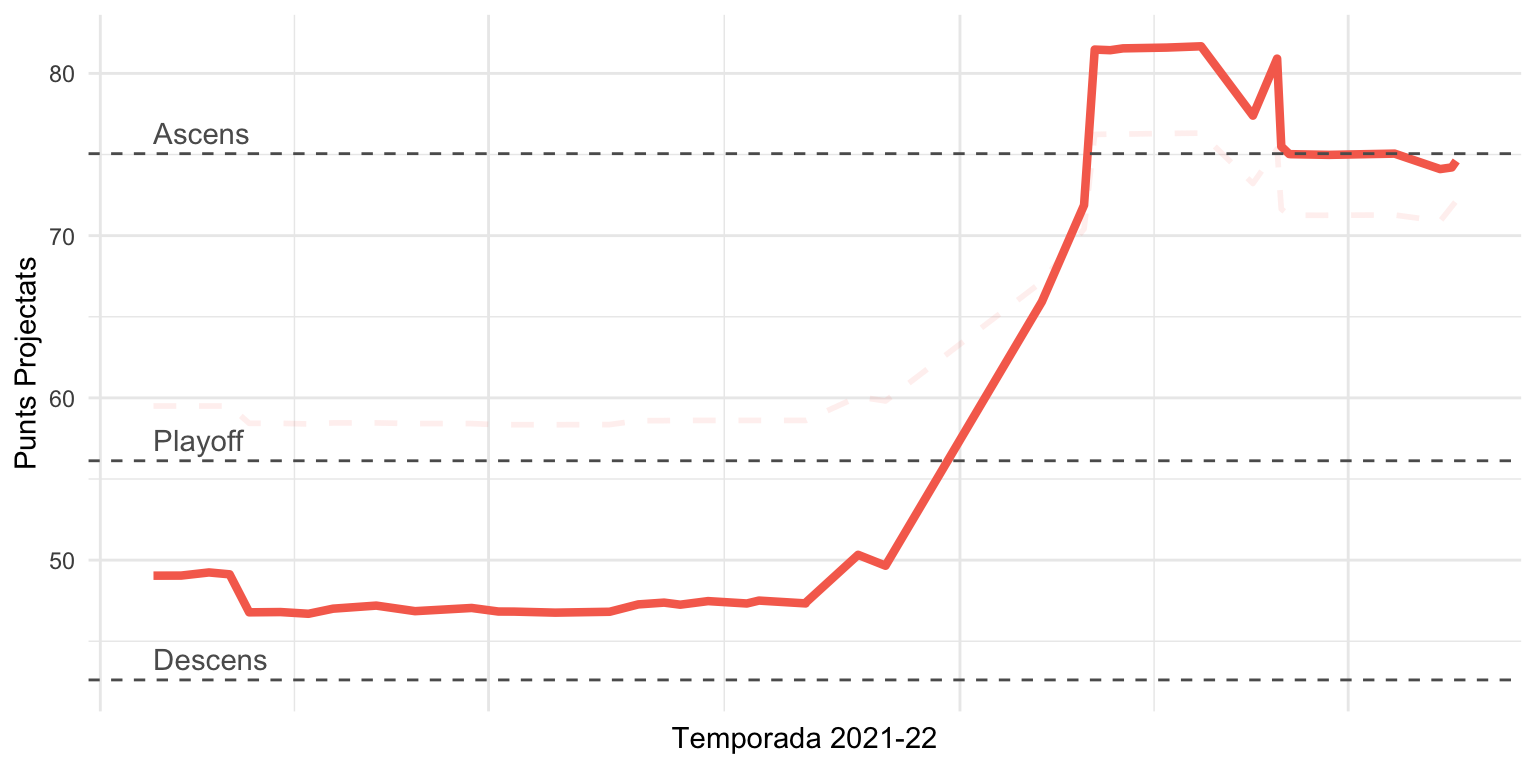 80
Ascens
70
60
Playoff
50
Descens
Punts Projectats
Temporada 2021-22